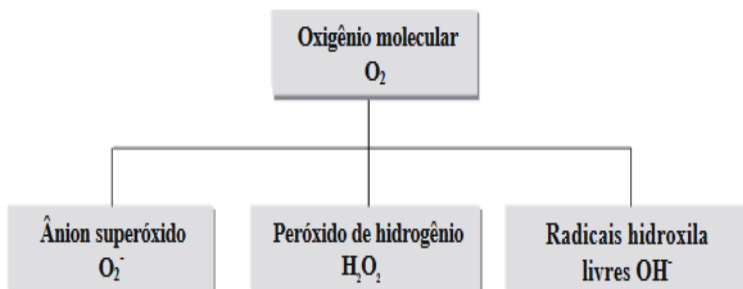 Oxigênio molecular
O₂
Ânion superóxido
O₂⁻
Peróxido de hidrogênio
H₂O₂
Radicais hidroxila
livres OH⁻